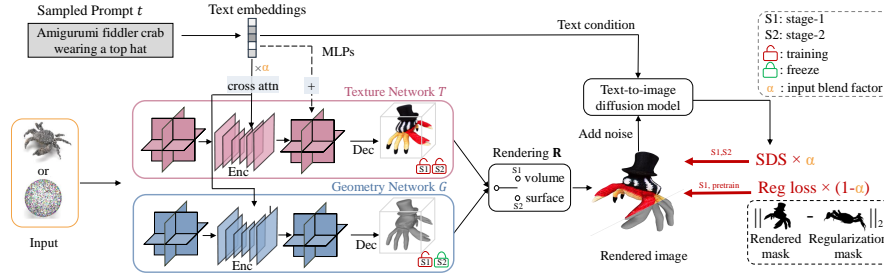 Sampled Prompt t
Amigurumi fiddler crab
wearing a top hat
Text embeddings
×α
cross attn
MLPs
+
Text condition
S1: stage-1
S2: stage-2
: training
: freeze
α : input blend factor
Texture Network T
Enc
Dec
S1 S2
Geometry Network G
Enc
Dec
S1 S2
or
Input
Rendering R
S1
volume
surface
S2
Text-to-image
diffusion model
Add noise
Rendered image
S1,S2
SDS × α
S1, pretrain
Reg loss × (1-α)
|| - ||2
Rendered
mask
Regularization
mask